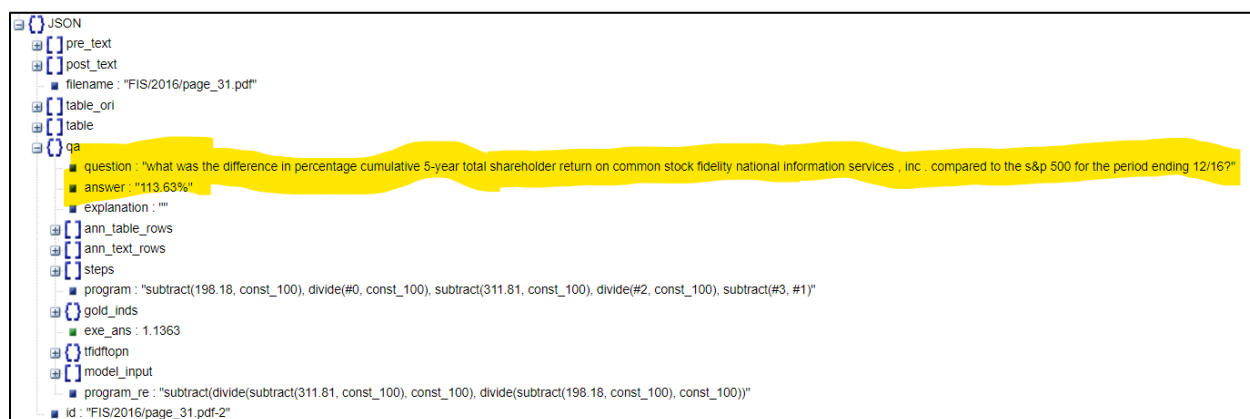 {} JSON
[] pre_text
[] post_text
filename : "FIS/2016/page_31.pdf"
[] table_ori
[] table
{} qa
question : "what was the difference in percentage cumulative 5-year total shareholder return on common stock fidelity national information services , inc . compared to the s&p 500 for the period ending 12/16?"
answer : "113.63%"
explanation : ""
[] ann_table_rows
[] ann_text_rows
[] steps
program : "subtract(198.18, const_100), divide(#0, const_100), subtract(311.81, const_100), divide(#2, const_100), subtract(#3, #1)"
{} gold_inds
exe_ans : 1.1363
{} tfidftopn
[] model_input
program_re : "subtract(divide(subtract(311.81, const_100), const_100), divide(subtract(198.18, const_100), const_100))"
id : "FIS/2016/page_31.pdf-2"